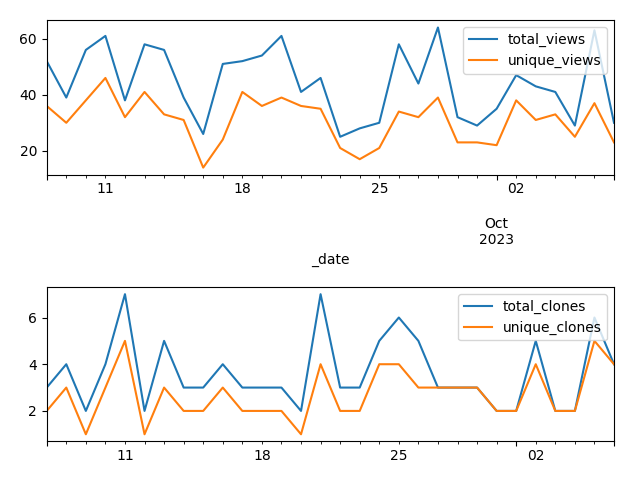 60
40
20
total_views
unique_views
11
18
25
02
Oct
2023
_date
6
4
2
total_clones
unique_clones
11
18
25
02